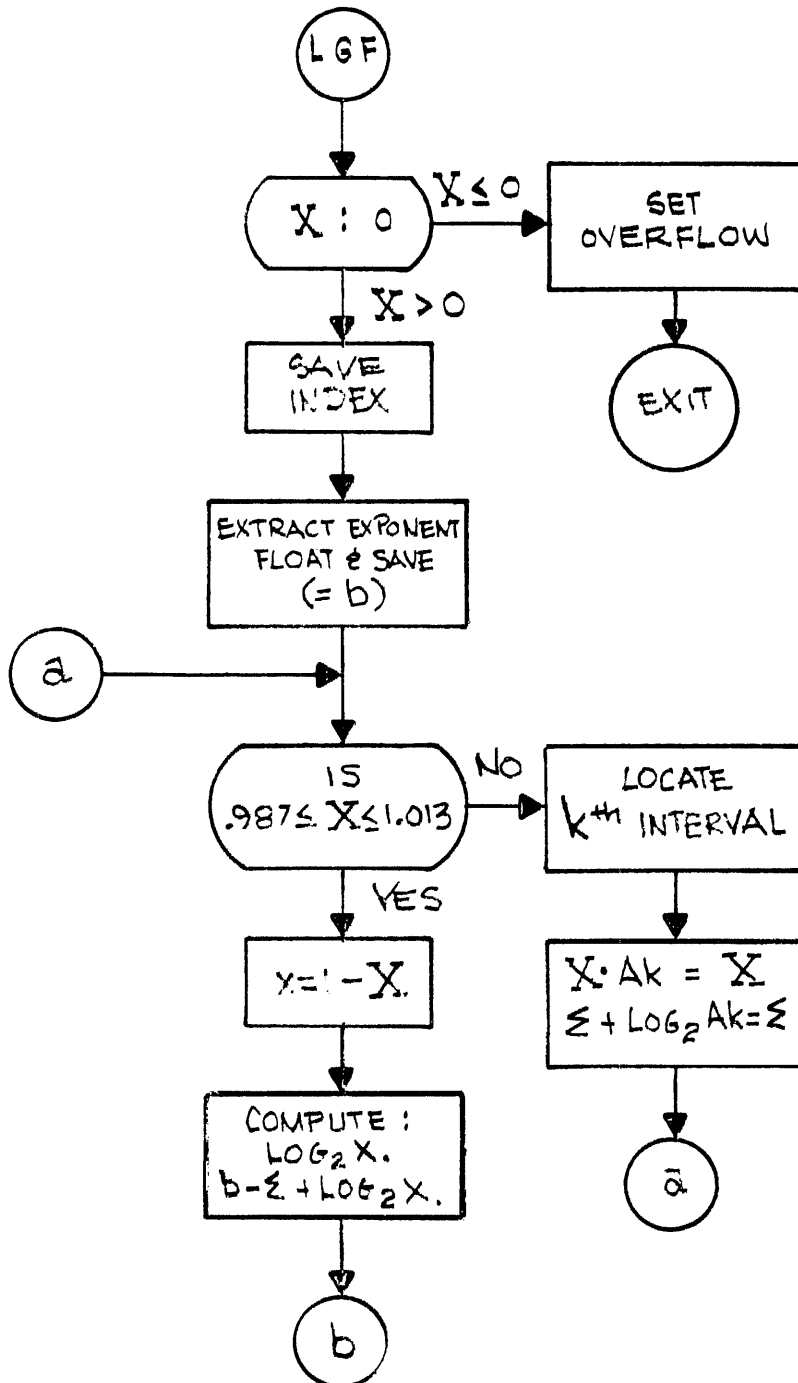 LGF
X : 0
X ≤ 0
SET
OVERFLOW
X > 0
SAVE
INDEX
EXIT
EXTRACT EXPONENT
FLOAT & SAVE
(= b)
ā
IS
.987 ≤ X ≤ 1.013
NO
LOCATE
kth INTERVAL
YES
x = 1 - X.
X · Ak = X
Σ + LOG₂ Ak = Σ
COMPUTE :
LOG₂ X.
b - Σ + LOG₂ X.
ā
b